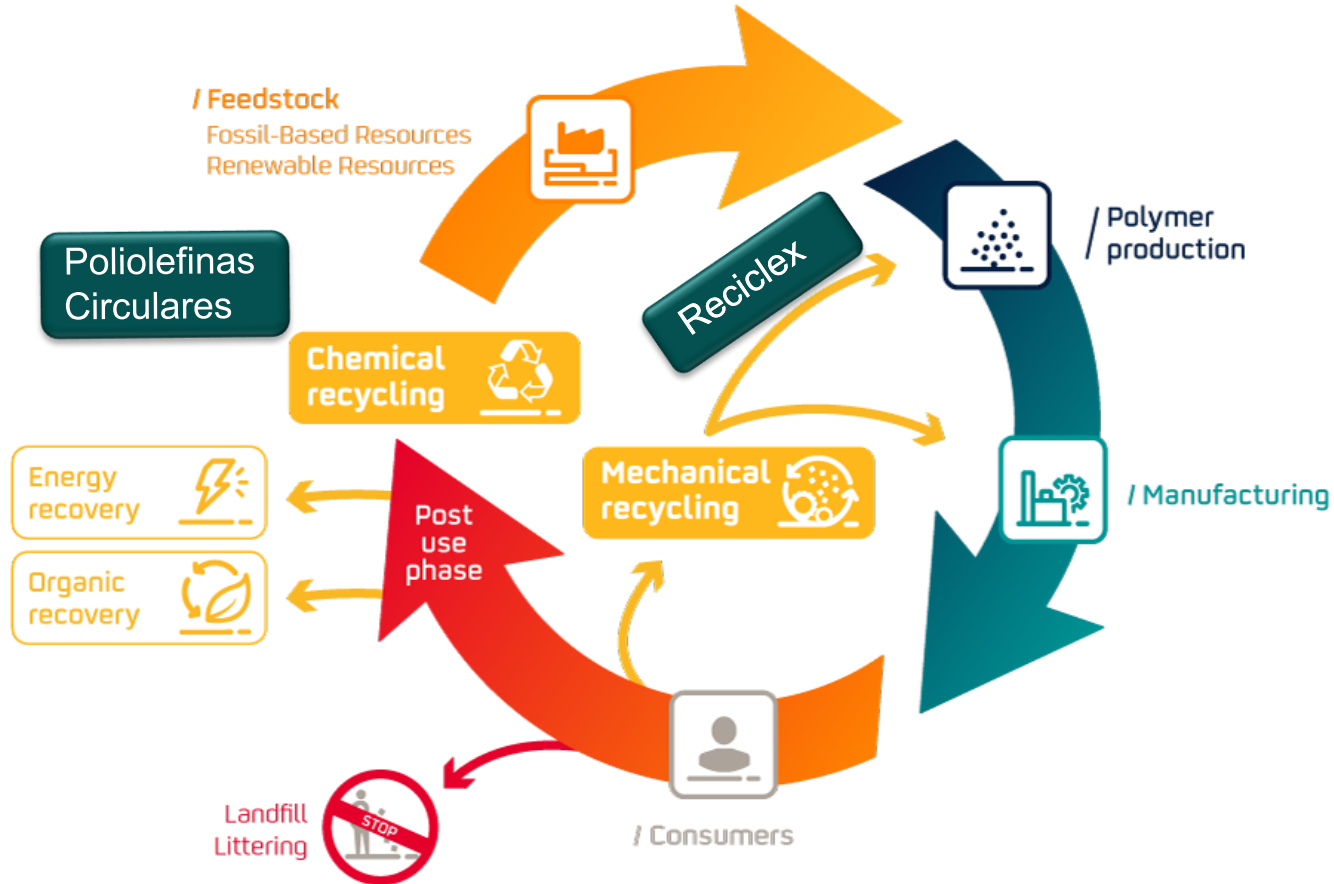 / Feedstock
Fossil-Based Resources
Renewable Resources
Poliolefinas
Circulares
Reciclex
/ Polymer
production
Chemical
recycling
Mechanical
recycling
/ Manufacturing
Energy
recovery
Organic
recovery
Post
use
phase
Landfill
Littering
STOP
/ Consumers